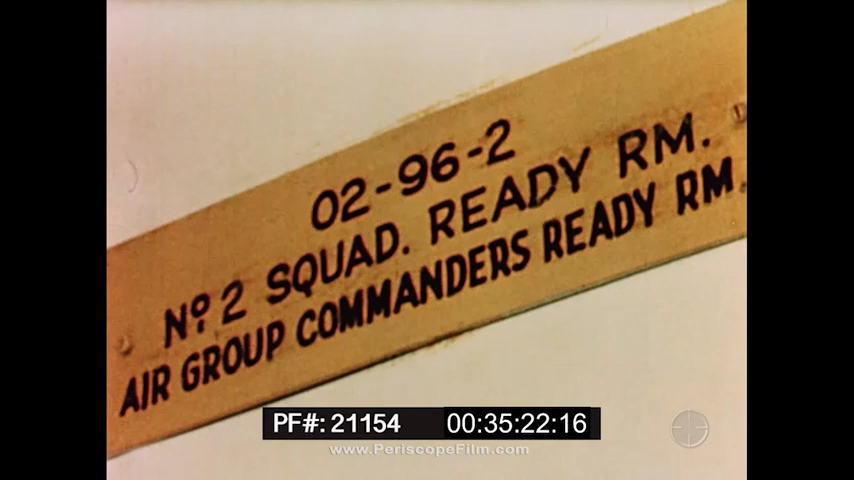 02-96-2
Nº. 2 SQUAD. READY RM.
AIR GROUP COMMANDERS READY RM.
PF#: 21154 00:35:22:16
www.PeriscopeFilm.com